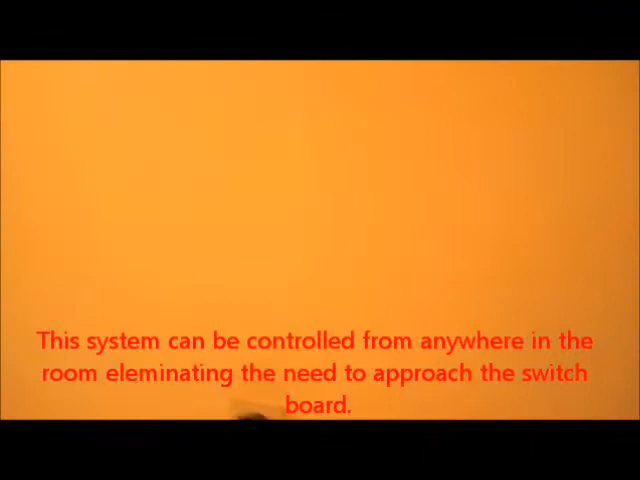 This system can be controlled from anywhere in the
room eleminating the need to approach the switch
board.